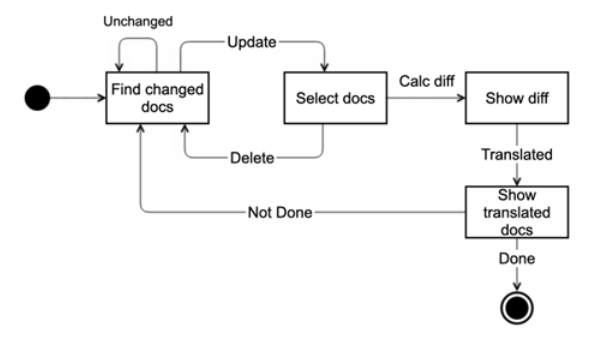 Unchanged
Update
Find changed
docs
Select docs
Calc diff
Show diff
Delete
Translated
Show
translated
docs
Not Done
Done